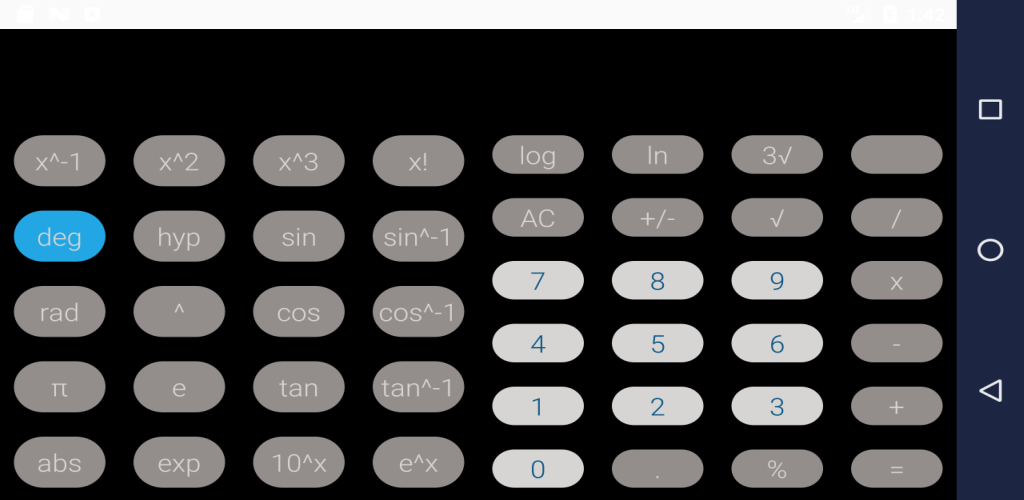 1:42
x^-1 x^2 x^3 x! log ln 3√
AC +/- √ /
deg hyp sin sin^-1
7 8 9 x
rad ^ cos cos^-1
4 5 6 -
π e tan tan^-1
1 2 3 +
abs exp 10^x e^x
0 . % =